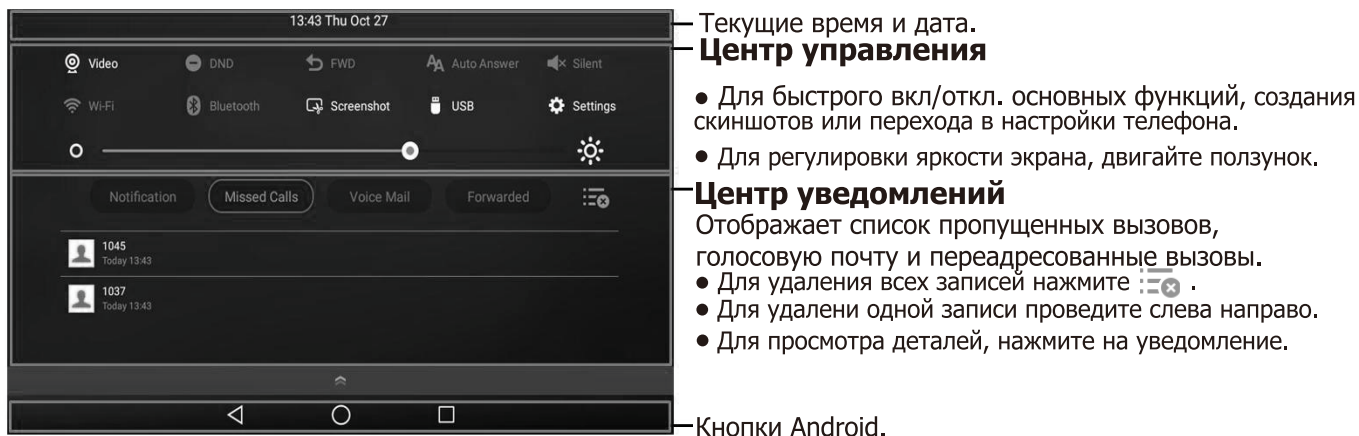 13:43 Thu Oct 27
Video DND FWD Auto Answer Silent
Wi-Fi Bluetooth Screenshot USB Settings
Notification Missed Calls Voice Mail Forwarded
1045
Today 13:43
1037
Today 13:43
Текущие время и дата.
Центр управления
● Для быстрого вкл/откл. основных функций, создания
скиншотов или перехода в настройки телефона.
● Для регулировки яркости экрана, двигайте ползунок.
Центр уведомлений
Отображает список пропущенных вызовов,
голосовую почту и переадресованные вызовы.
● Для удаления всех записей нажмите .
● Для удалени одной записи проведите слева направо.
● Для просмотра деталей, нажмите на уведомление.
Кнопки Android.